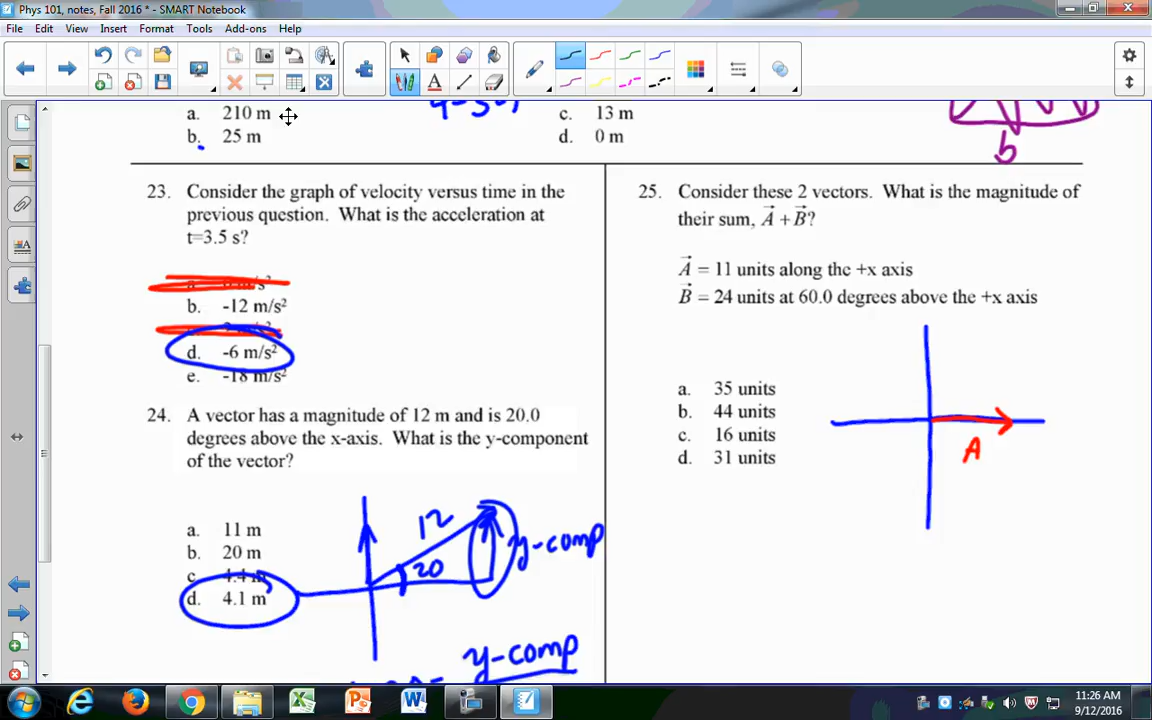 Phys 101, notes, Fall 2016 * - SMART Notebook
File Edit View Insert Format Tools Add-ons Help
a. 210 m
b. 25 m
c. 13 m
d. 0 m
b
23. Consider the graph of velocity versus time in the
previous question. What is the acceleration at
t=3.5 s?
b. -12 m/s²
d. -6 m/s²
e. -18 m/s²
24. A vector has a magnitude of 12 m and is 20.0
degrees above the x-axis. What is the y-component
of the vector?
a. 11 m
b. 20 m
c. 4.4 m
d. 4.1 m
12
20
y-comp
y-comp
25. Consider these 2 vectors. What is the magnitude of
their sum, A⃗ + B⃗?
A⃗ = 11 units along the +x axis
B⃗ = 24 units at 60.0 degrees above the +x axis
a. 35 units
b. 44 units
c. 16 units
d. 31 units
A
11:26 AM
9/12/2016